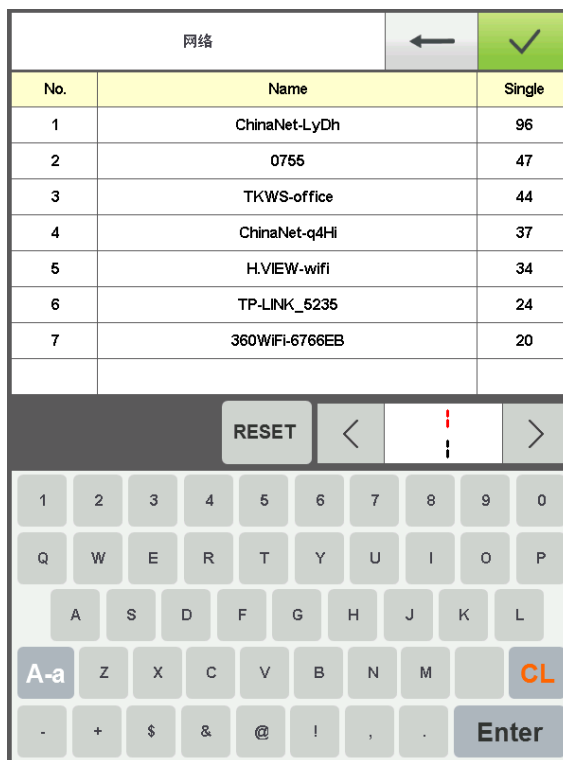 网络
No. Name Single
1 ChinaNet-LyDh 96
2 0755 47
3 TKWS-office 44
4 ChinaNet-q4Hi 37
5 H.VIEW-wifi 34
6 TP-LINK_5235 24
7 360WiFi-6766EB 20
RESET
1 2 3 4 5 6 7 8 9 0
Q W E R T Y U I O P
A S D F G H J K L
A-a Z X C V B N M CL
- + $ & @ ! , . Enter